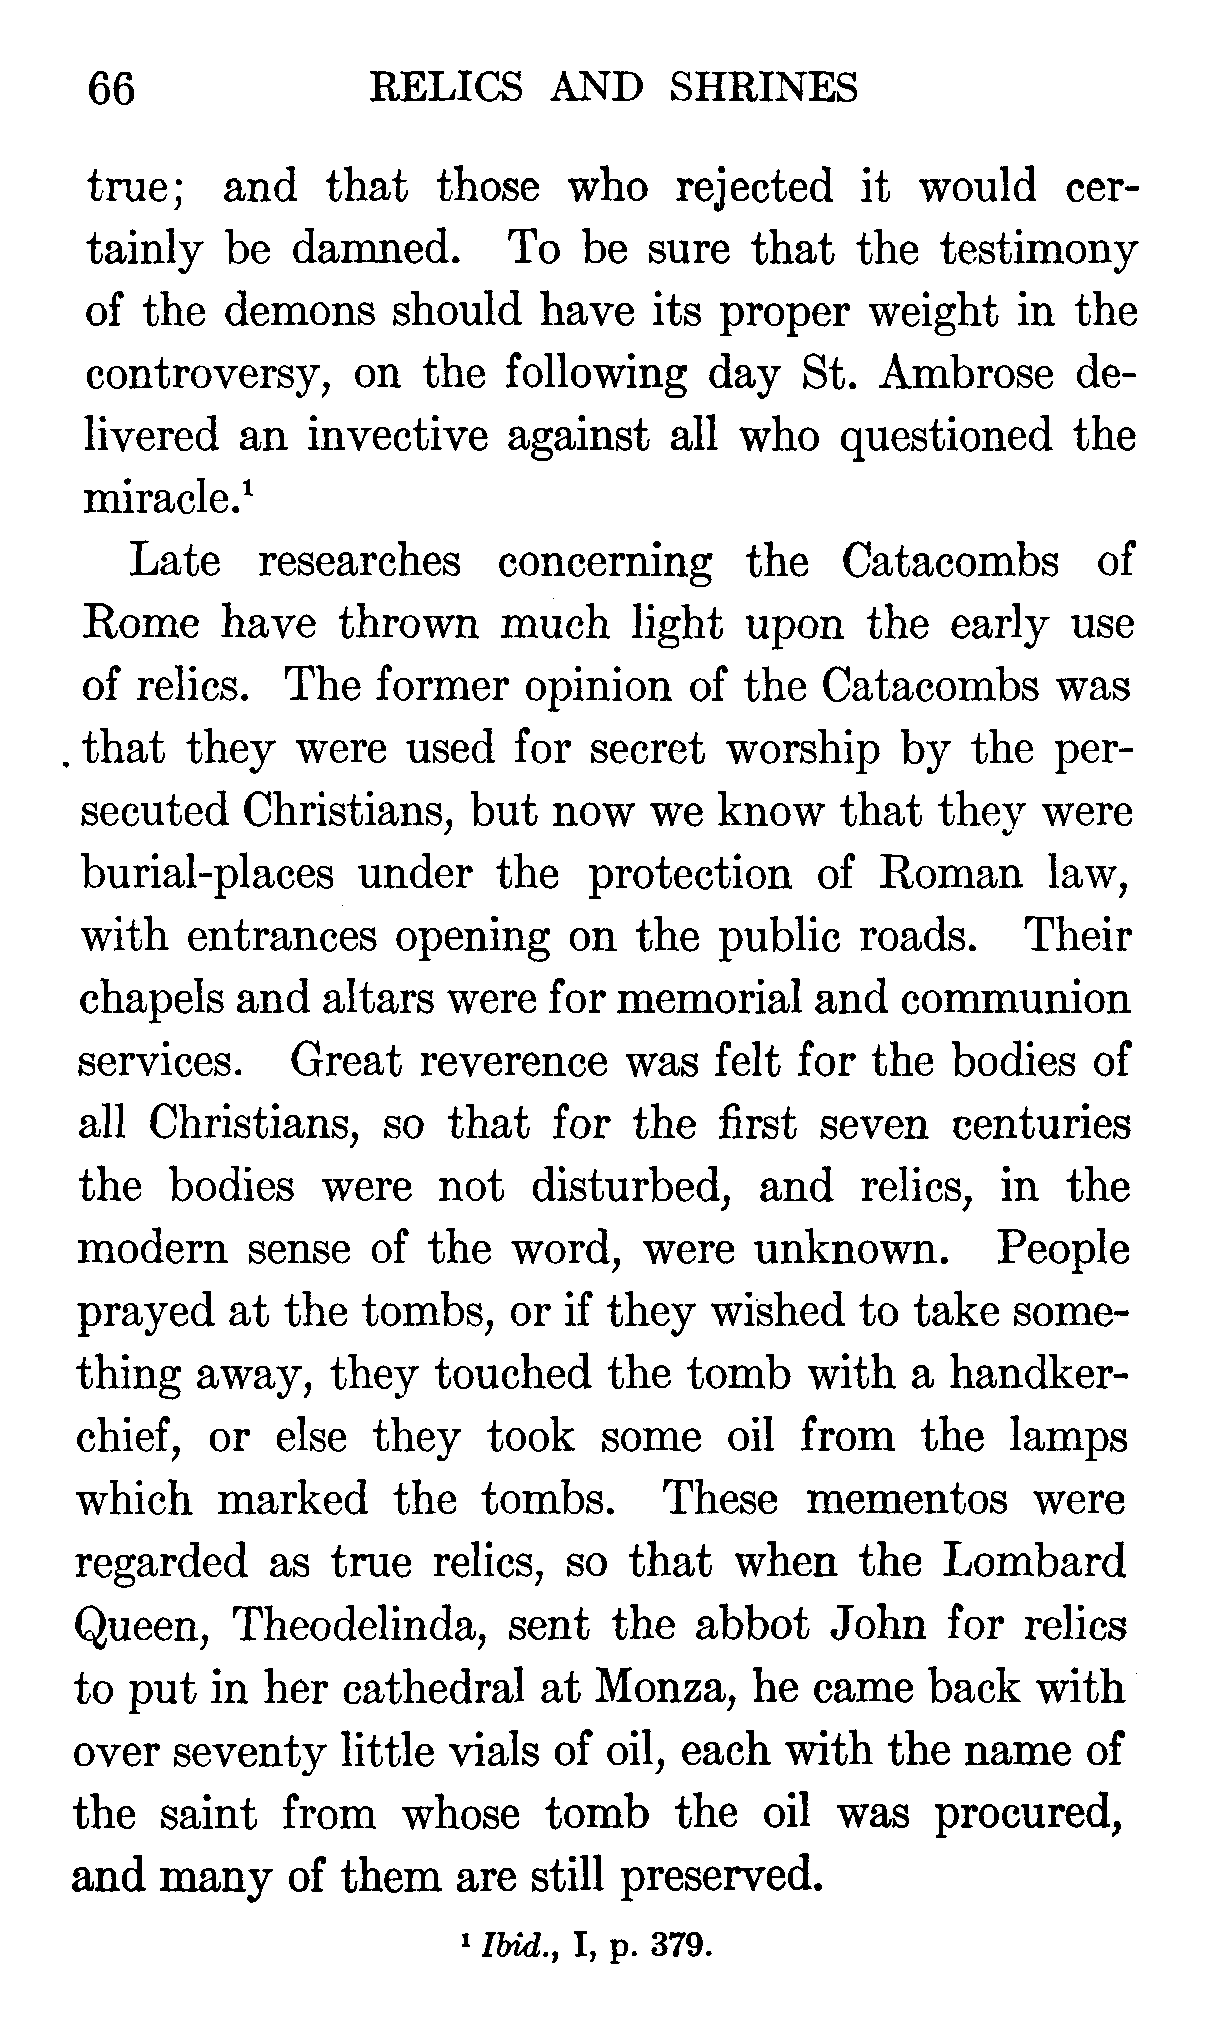 66 RELICS AND SHRINES
true; and that those who rejected it would cer-
tainly be damned. To be sure that the testimony
of the demons should have its proper weight in the
controversy, on the following day St. Ambrose de-
livered an invective against all who questioned the
miracle.¹
Late researches concerning the Catacombs of
Rome have thrown much light upon the early use
of relics. The former opinion of the Catacombs was
that they were used for secret worship by the per-
secuted Christians, but now we know that they were
burial-places under the protection of Roman law,
with entrances opening on the public roads. Their
chapels and altars were for memorial and communion
services. Great reverence was felt for the bodies of
all Christians, so that for the first seven centuries
the bodies were not disturbed, and relics, in the
modern sense of the word, were unknown. People
prayed at the tombs, or if they wished to take some-
thing away, they touched the tomb with a handker-
chief, or else they took some oil from the lamps
which marked the tombs. These mementos were
regarded as true relics, so that when the Lombard
Queen, Theodelinda, sent the abbot John for relics
to put in her cathedral at Monza, he came back with
over seventy little vials of oil, each with the name of
the saint from whose tomb the oil was procured,
and many of them are still preserved.
¹ Ibid., I, p. 379.